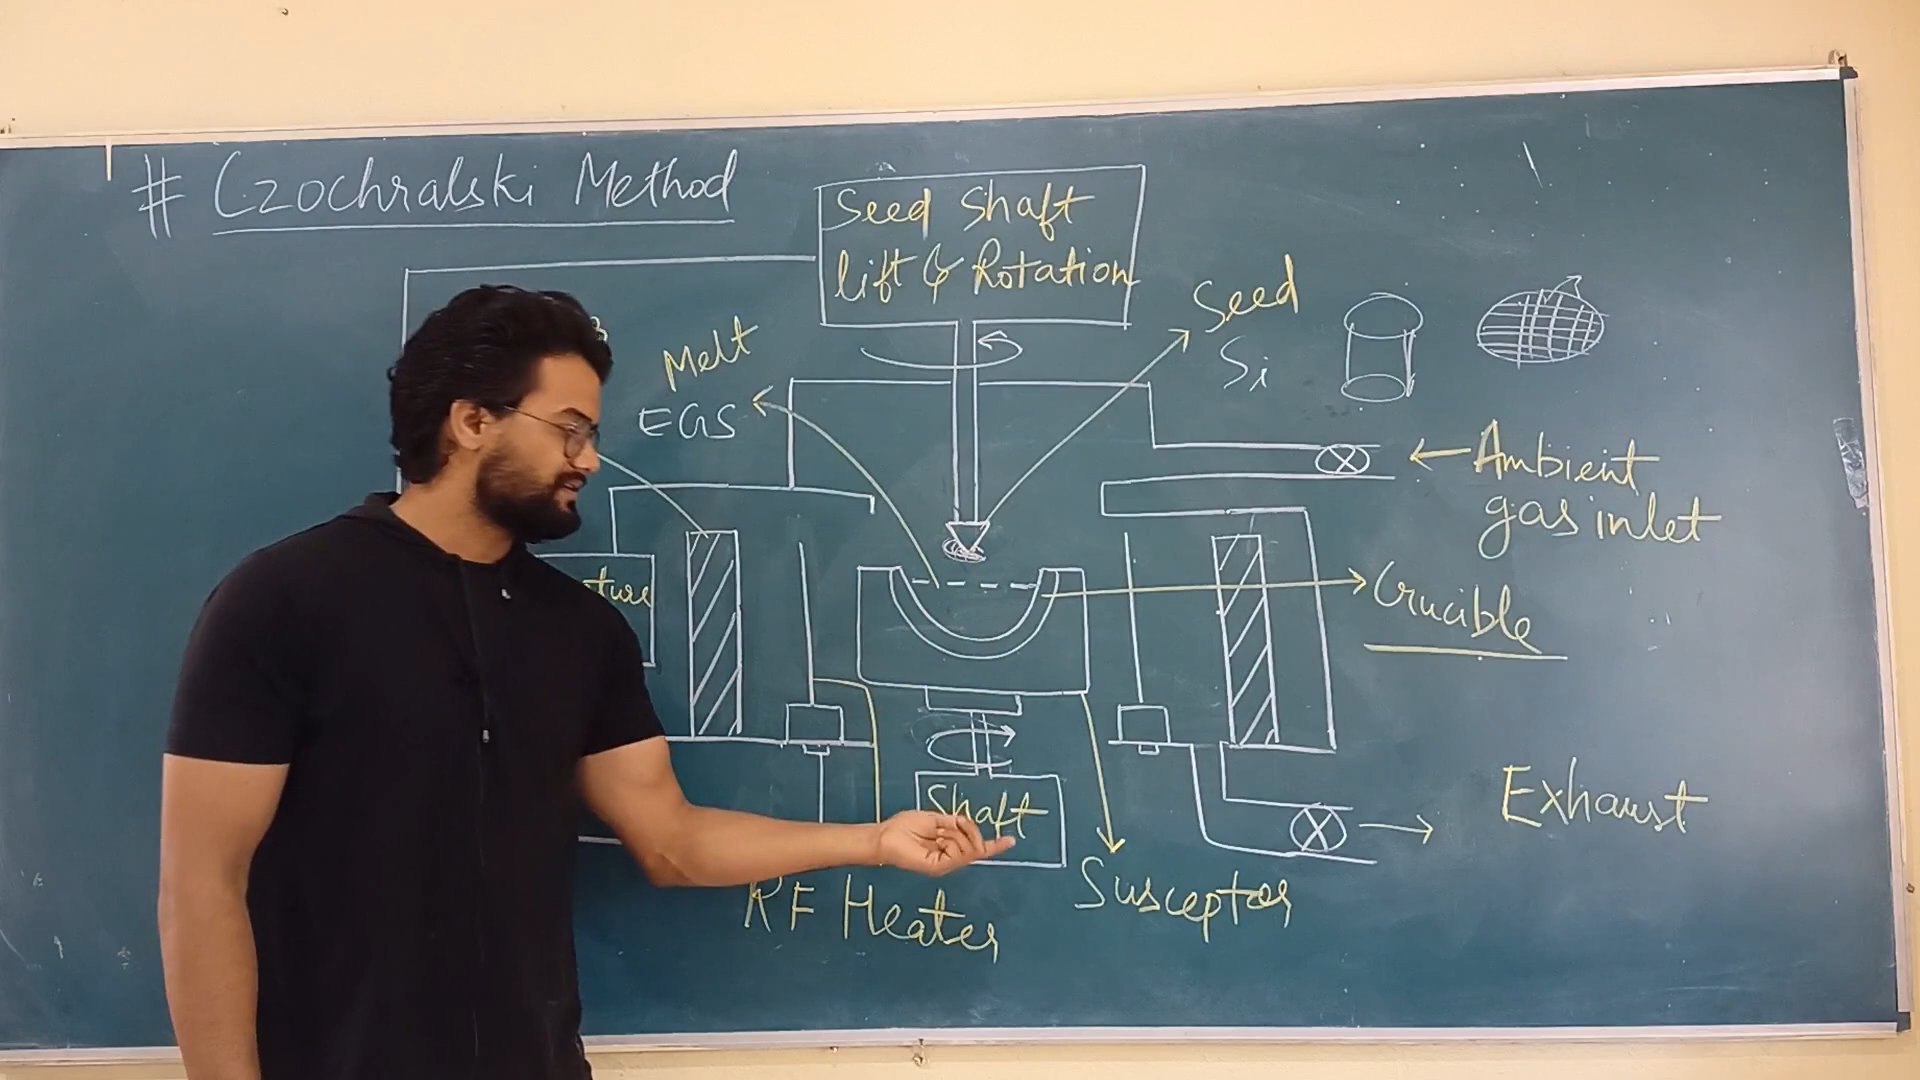 # Czochralski Method
Seed Shaft
lift & Rotation
Seed
Si
Melt
EGS
Ambient
gas inlet
Crucible
Shaft
Exhaust
Susceptor
RF Heater